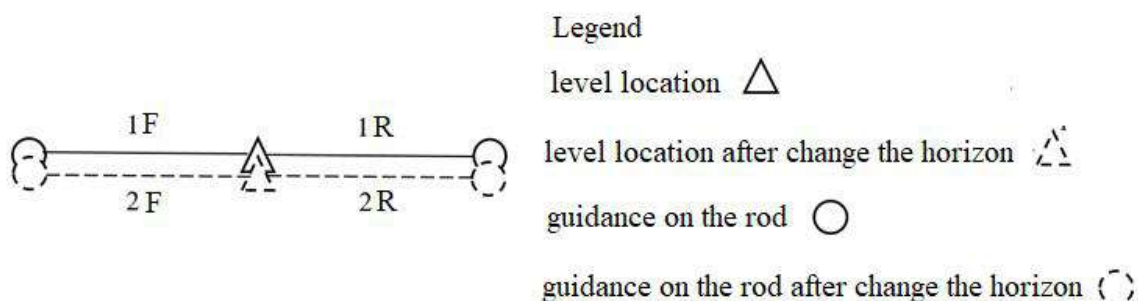 1F 1R
2F 2R
Legend
level location
level location after change the horizon
guidance on the rod
guidance on the rod after change the horizon